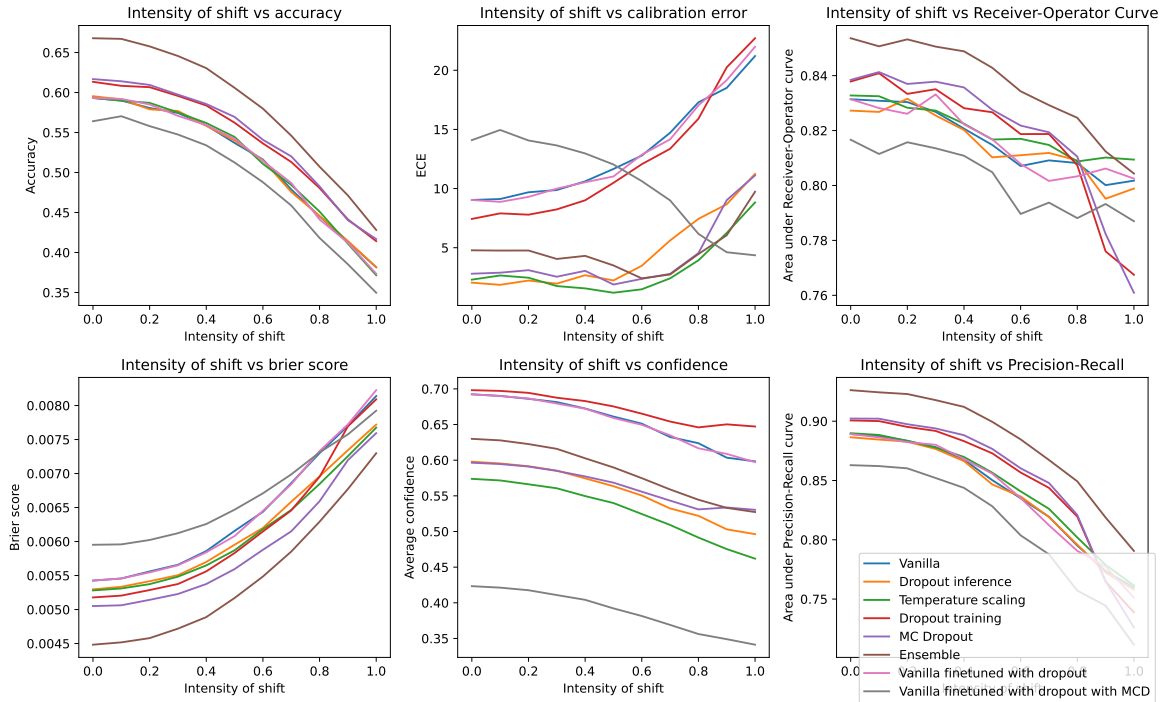 Intensity of shift vs accuracy
Accuracy
0.65
0.60
0.55
0.50
0.45
0.40
0.35
0.0 0.2 0.4 0.6 0.8 1.0
Intensity of shift
Intensity of shift vs calibration error
ECE
20
15
10
5
0.0 0.2 0.4 0.6 0.8 1.0
Intensity of shift
Intensity of shift vs Receiver-Operator Curve
Area under Receiveer-Operator curve
0.84
0.82
0.80
0.78
0.76
0.0 0.2 0.4 0.6 0.8 1.0
Intensity of shift
Intensity of shift vs brier score
Brier score
0.0080
0.0075
0.0070
0.0065
0.0060
0.0055
0.0050
0.0045
0.0 0.2 0.4 0.6 0.8 1.0
Intensity of shift
Intensity of shift vs confidence
Average confidence
0.70
0.65
0.60
0.55
0.50
0.45
0.40
0.35
0.0 0.2 0.4 0.6 0.8 1.0
Intensity of shift
Intensity of shift vs Precision-Recall
Area under Precision-Recall curve
0.90
0.85
0.80
0.75
Vanilla
Dropout inference
Temperature scaling
Dropout training
MC Dropout
Ensemble
Vanilla finetuned with dropout
Vanilla finetuned with dropout with MCD